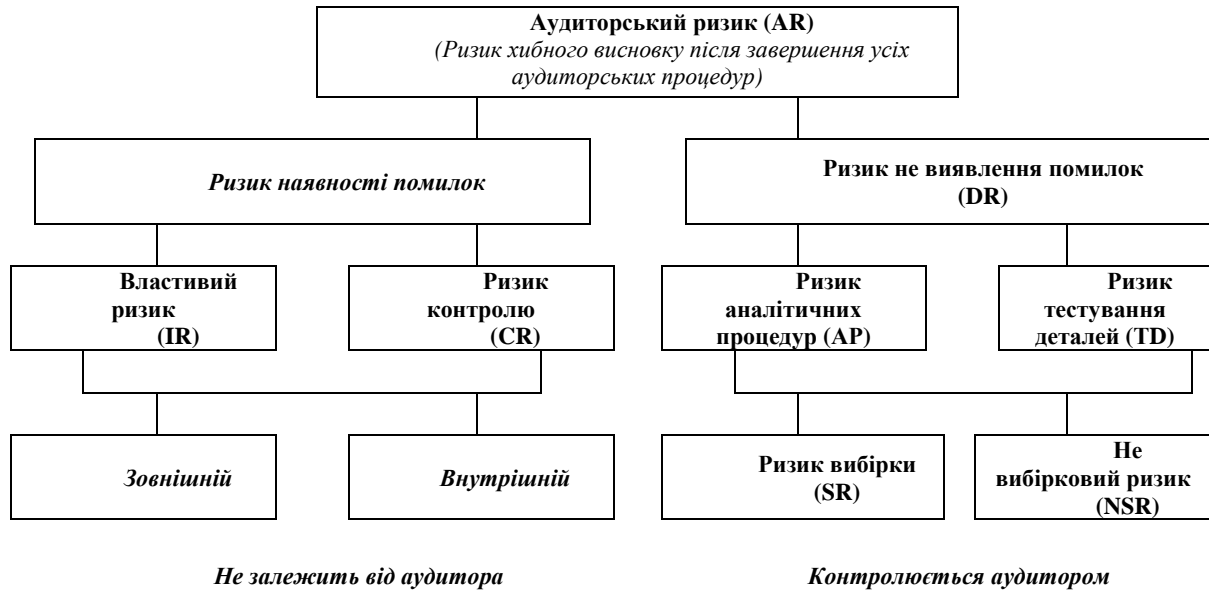 Аудиторський ризик (AR)
(Ризик хибного висновку після завершення усіх
аудиторських процедур)
Ризик наявності помилок
Ризик не виявлення помилок
(DR)
Властивий
ризик
(IR)
Ризик
контролю
(CR)
Ризик
аналітичних
процедур (AP)
Ризик
тестування
деталей (TD)
Зовнішній
Внутрішній
Ризик вибірки
(SR)
Не
вибірковий ризик
(NSR)
Не залежить від аудитора
Контролюється аудитором